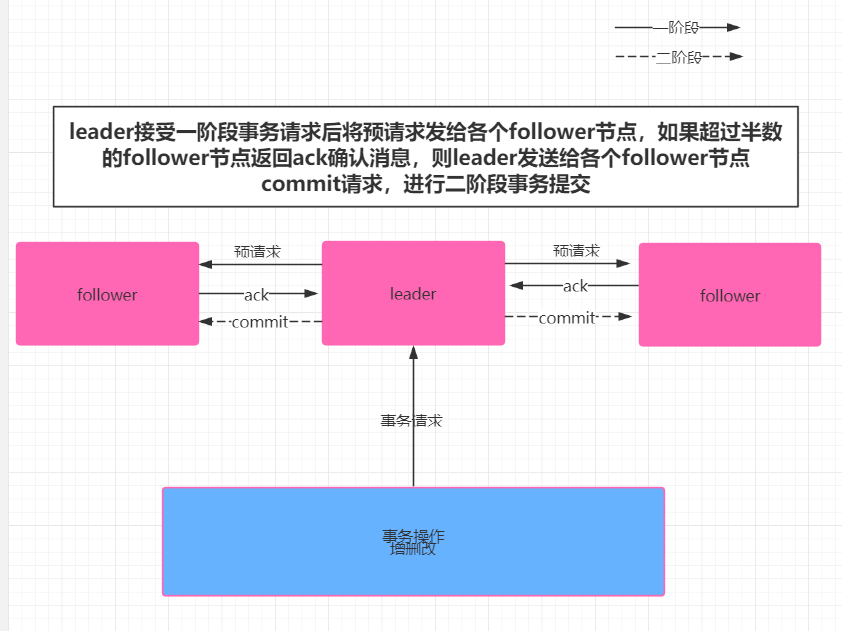 一阶段
二阶段
leader接受一阶段事务请求后将预请求发给各个follower节点，如果超过半数
的follower节点返回ack确认消息，则leader发送给各个follower节点
commit请求，进行二阶段事务提交
预请求
预请求
follower
ack
leader
ack
follower
commit
commit
事务请求
事务操作
增删改